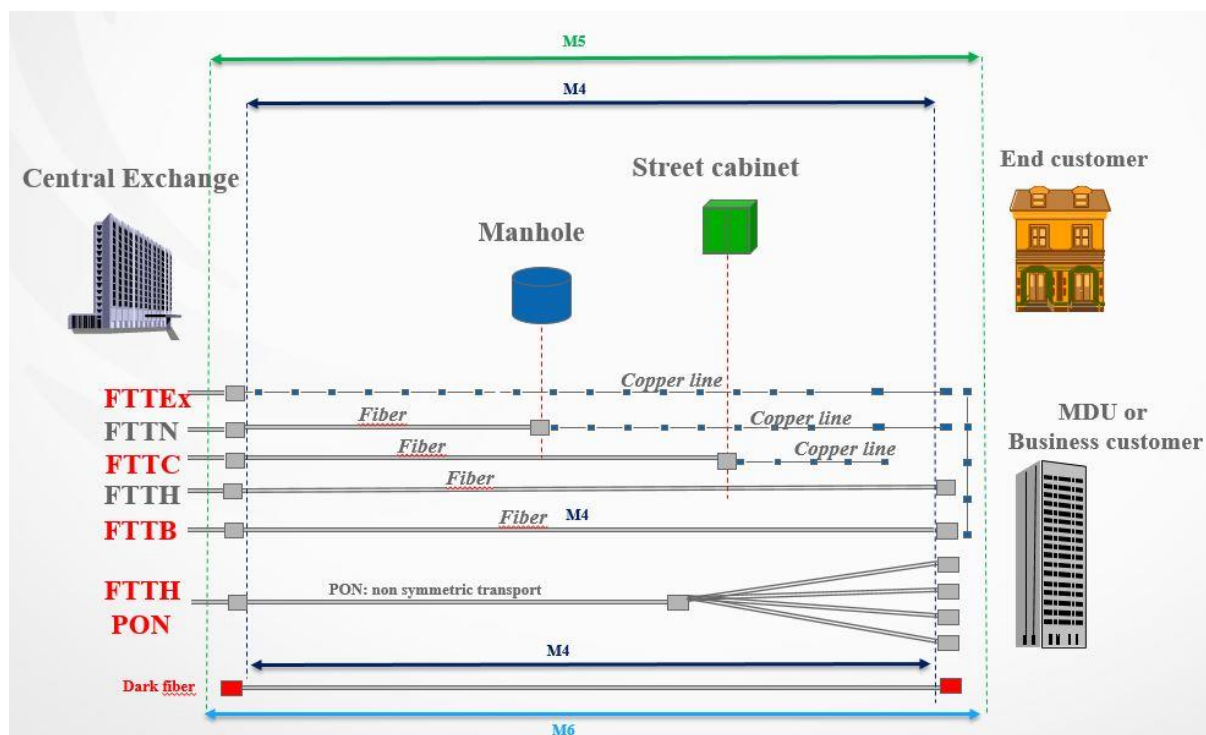 M5
M4
Central Exchange
Street cabinet
End customer
Manhole
FTTEx
Copper line
FTTN
Fiber
Copper line
FTTC
Fiber
Copper line
MDU or
Business customer
FTTH
Fiber
FTTB
Fiber
M4
FTTH
PON
PON: non symmetric transport
M4
Dark fiber
M6